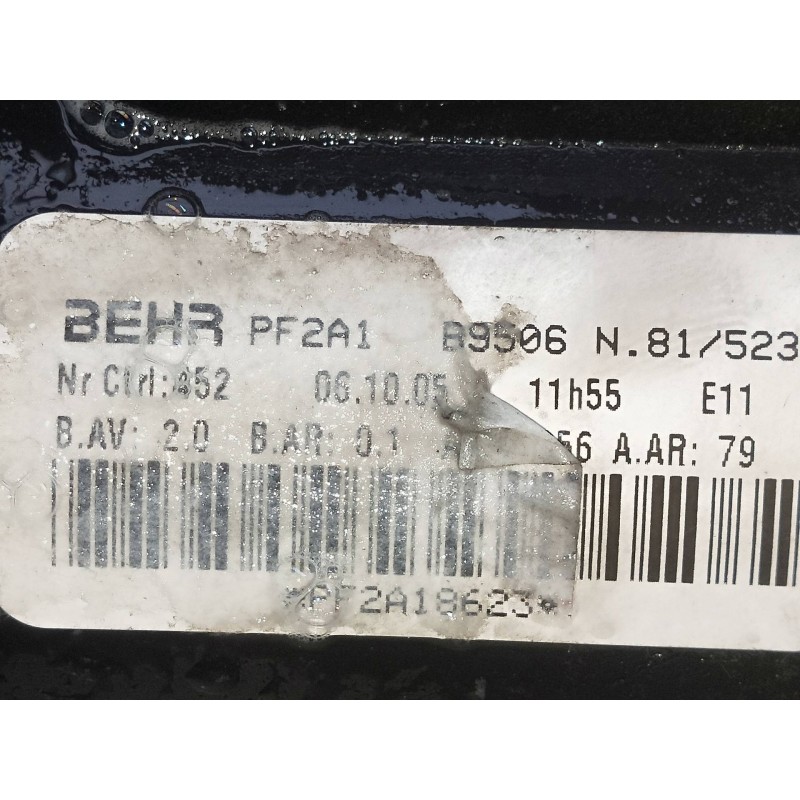 BEHR PF2A1 B9506 N.81/523
Nr Ctrl: 06.10.05 11h55 E11
B.AV: 2.0 B.AR: 0.1 56 A.AR: 79
*PF2A18623*